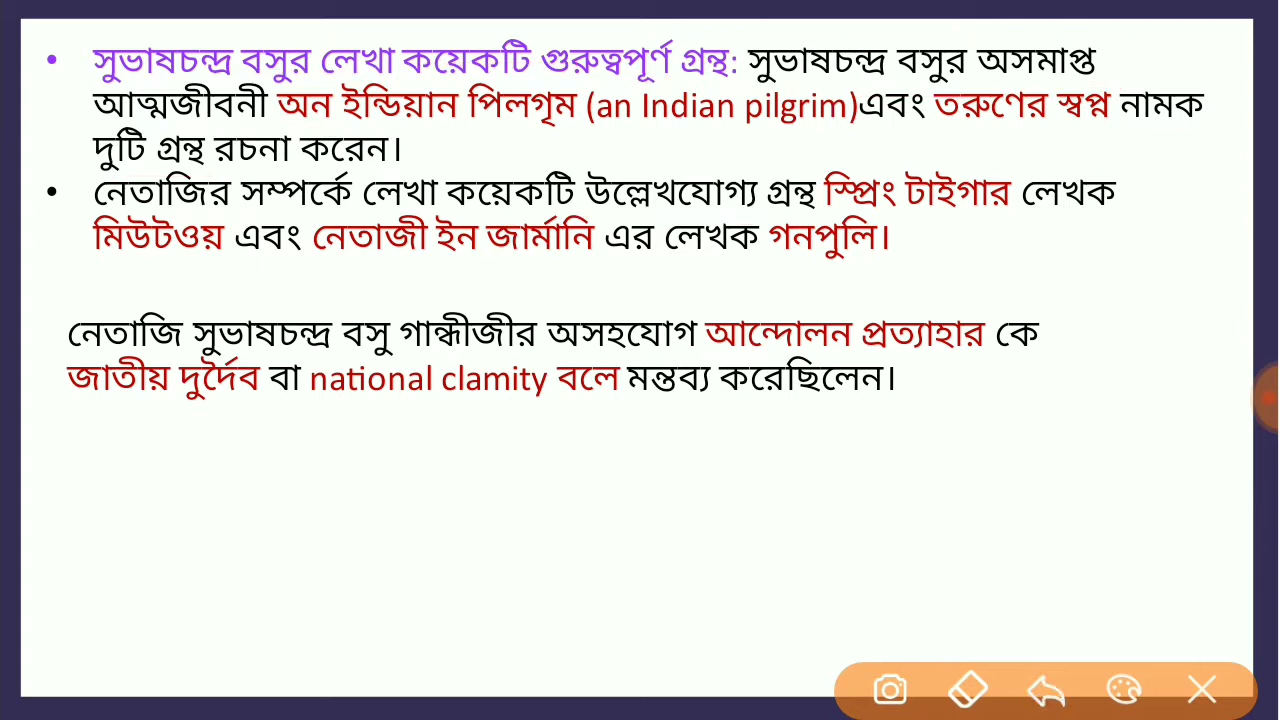 • সুভাষচন্দ্র বসুর লেখা কয়েকটি গুরুত্বপূর্ণ গ্রন্থ: সুভাষচন্দ্র বসুর অসমাপ্ত
আত্মজীবনী অন ইন্ডিয়ান পিলগৃম (an Indian pilgrim)এবং তরুণের স্বপ্ন নামক
দুটি গ্রন্থ রচনা করেন।
• নেতাজির সম্পর্কে লেখা কয়েকটি উল্লেখযোগ্য গ্রন্থ স্প্রিং টাইগার লেখক
মিউটওয় এবং নেতাজী ইন জার্মানি এর লেখক গনপুলি।
নেতাজি সুভাষচন্দ্র বসু গান্ধীজীর অসহযোগ আন্দোলন প্রত্যাহার কে
জাতীয় দুর্দৈব বা national clamity বলে মন্তব্য করেছিলেন।